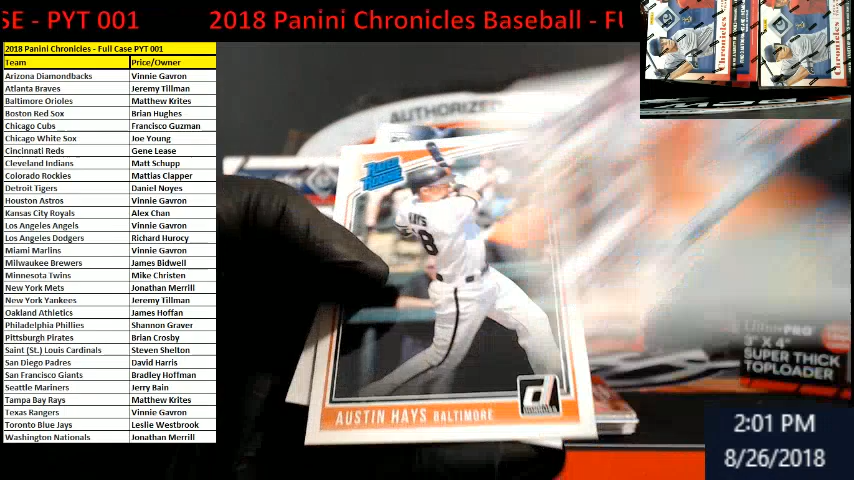 SE - PYT 001 2018 Panini Chronicles Baseball - FU
2018 Panini Chronicles - Full Case PYT 001
Team Price/Owner
Arizona Diamondbacks Vinnie Gavron
Atlanta Braves Jeremy Tillman
Baltimore Orioles Matthew Krites
Boston Red Sox Brian Hughes
Chicago Cubs Francisco Guzman
Chicago White Sox Joe Young
Cincinnati Reds Gene Lease
Cleveland Indians Matt Schupp
Colorado Rockies Mattias Clapper
Detroit Tigers Daniel Noyes
Houston Astros Vinnie Gavron
Kansas City Royals Alex Chan
Los Angeles Angels Vinnie Gavron
Los Angeles Dodgers Richard Hurocy
Miami Marlins Vinnie Gavron
Milwaukee Brewers James Bidwell
Minnesota Twins Mike Christen
New York Mets Jonathan Merrill
New York Yankees Jeremy Tillman
Oakland Athletics James Hoffan
Philadelphia Phillies Shannon Graver
Pittsburgh Pirates Brian Crosby
Saint (St.) Louis Cardinals Steven Shelton
San Diego Padres David Harris
San Francisco Giants Bradley Hoffman
Seattle Mariners Jerry Bain
Tampa Bay Rays Matthew Krites
Texas Rangers Vinnie Gavron
Toronto Blue Jays Leslie Westbrook
Washington Nationals Jonathan Merrill
AUTHORIZED
Rated Rookie
HAYS
8
AUSTIN HAYS BALTIMORE
d
Chronicles
Chronicles
Ultra PRO
3" X 4"
SUPER THICK
TOPLOADER
2:01 PM
8/26/2018